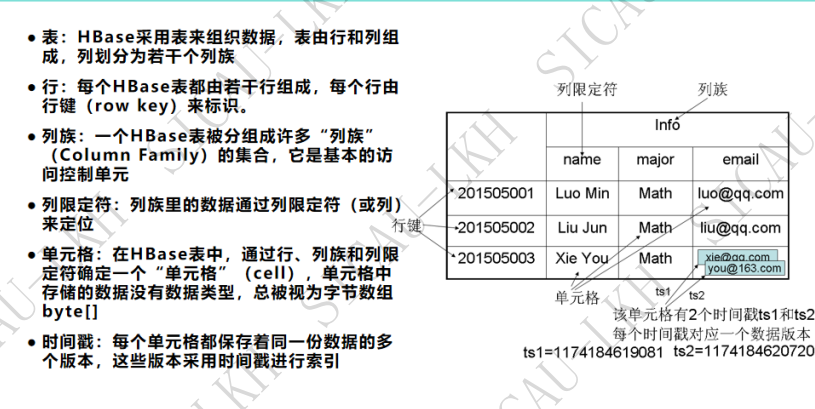 • 表：HBase采用表来组织数据，表由行和列组
成，列划分为若干个列族
• 行：每个HBase表都由若干行组成，每个行由
行键（row key）来标识。
• 列族：一个HBase表被分组成许多“列族”
（Column Family）的集合，它是基本的访
问控制单元
• 列限定符：列族里的数据通过列限定符（或列）
来定位
• 单元格：在HBase表中，通过行、列族和列限
定符确定一个“单元格”（cell），单元格中
存储的数据没有数据类型，总被视为字节数组
byte[]
• 时间戳：每个单元格都保存着同一份数据的多
个版本，这些版本采用时间戳进行索引
列限定符 列族
Info
name major email
201505001 Luo Min Math luo@qq.com
行键
201505002 Liu Jun Math liu@qq.com
201505003 Xie You Math xie@qq.com
you@163.com
单元格 ts1 ts2
该单元格有2个时间戳ts1和ts2
每个时间戳对应一个数据版本
ts1=1174184619081 ts2=1174184620720
SICAU-LKH